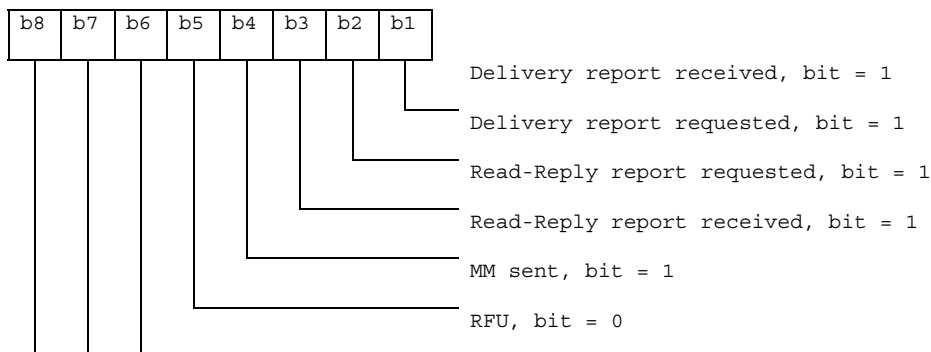 b8 b7 b6 b5 b4 b3 b2 b1
Delivery report received, bit = 1
Delivery report requested, bit = 1
Read-Reply report requested, bit = 1
Read-Reply report received, bit = 1
MM sent, bit = 1
RFU, bit = 0